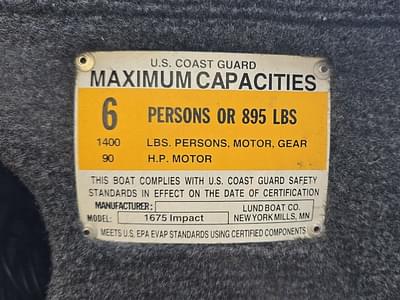 U.S. COAST GUARD
MAXIMUM CAPACITIES
6 PERSONS OR 895 LBS
1400 LBS. PERSONS, MOTOR, GEAR
90 H.P. MOTOR
THIS BOAT COMPLIES WITH U.S. COAST GUARD SAFETY
STANDARDS IN EFFECT ON THE DATE OF CERTIFICATION
MANUFACTURER: LUND BOAT CO.
MODEL: 1675 Impact NEW YORK MILLS, MN
MEETS U.S. EPA EVAP STANDARDS USING CERTIFIED COMPONENTS